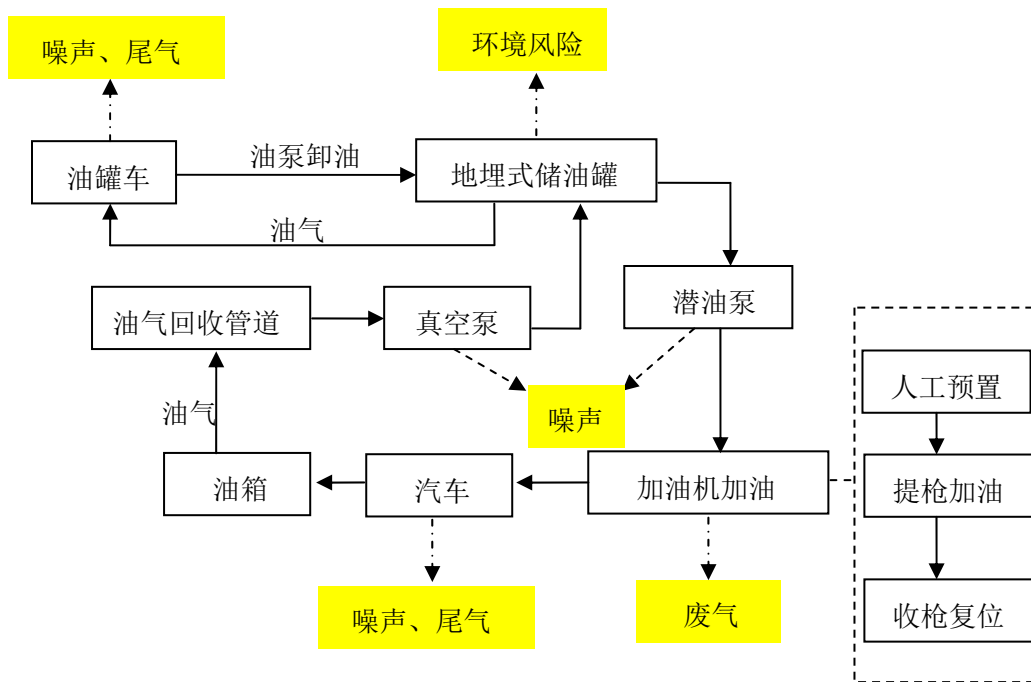 噪声、尾气
环境风险
油罐车
油泵卸油
地埋式储油罐
油气
油气回收管道
真空泵
潜油泵
人工预置
油气
噪声
油箱
汽车
加油机加油
提枪加油
噪声、尾气
废气
收枪复位